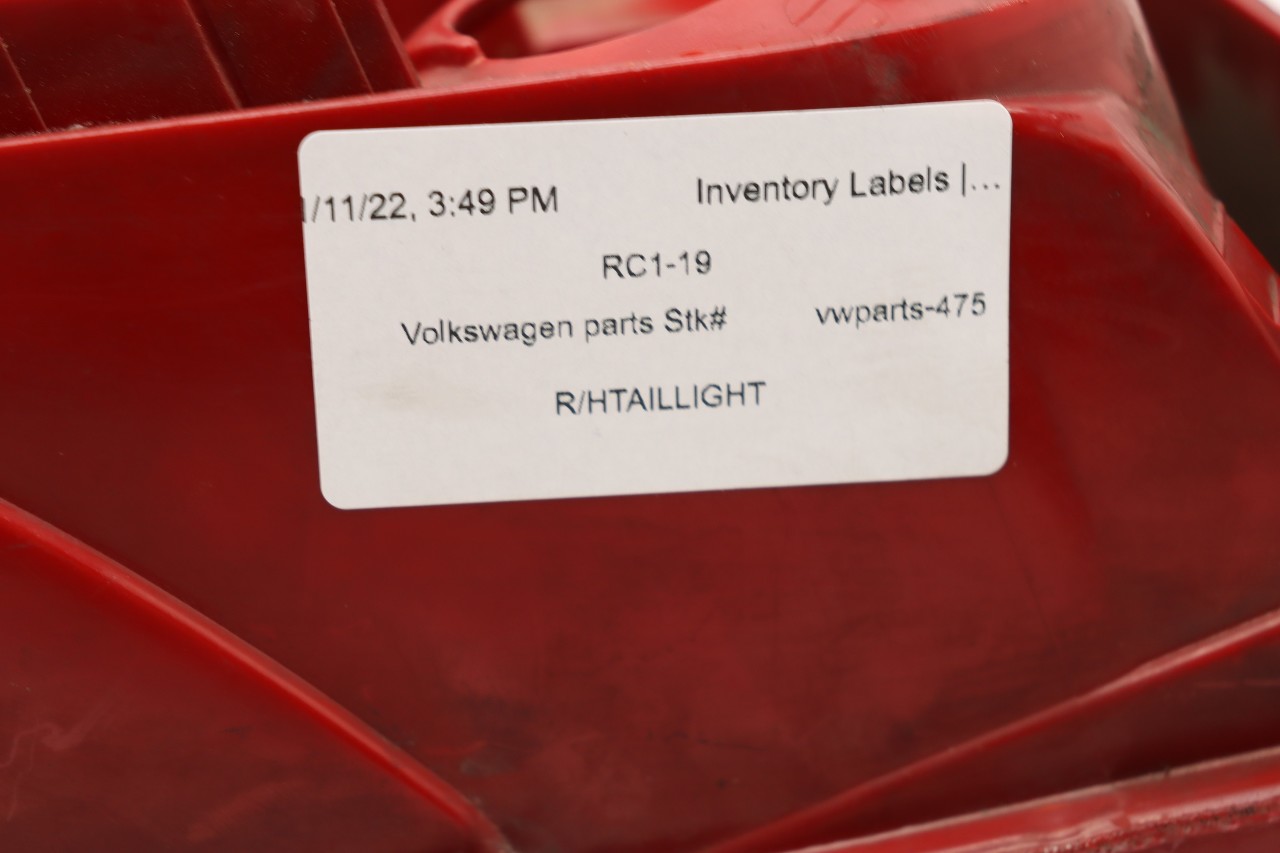 /11/22, 3:49 PM Inventory Labels |...
RC1-19
Volkswagen parts Stk# vwparts-475
R/HTAILLIGHT